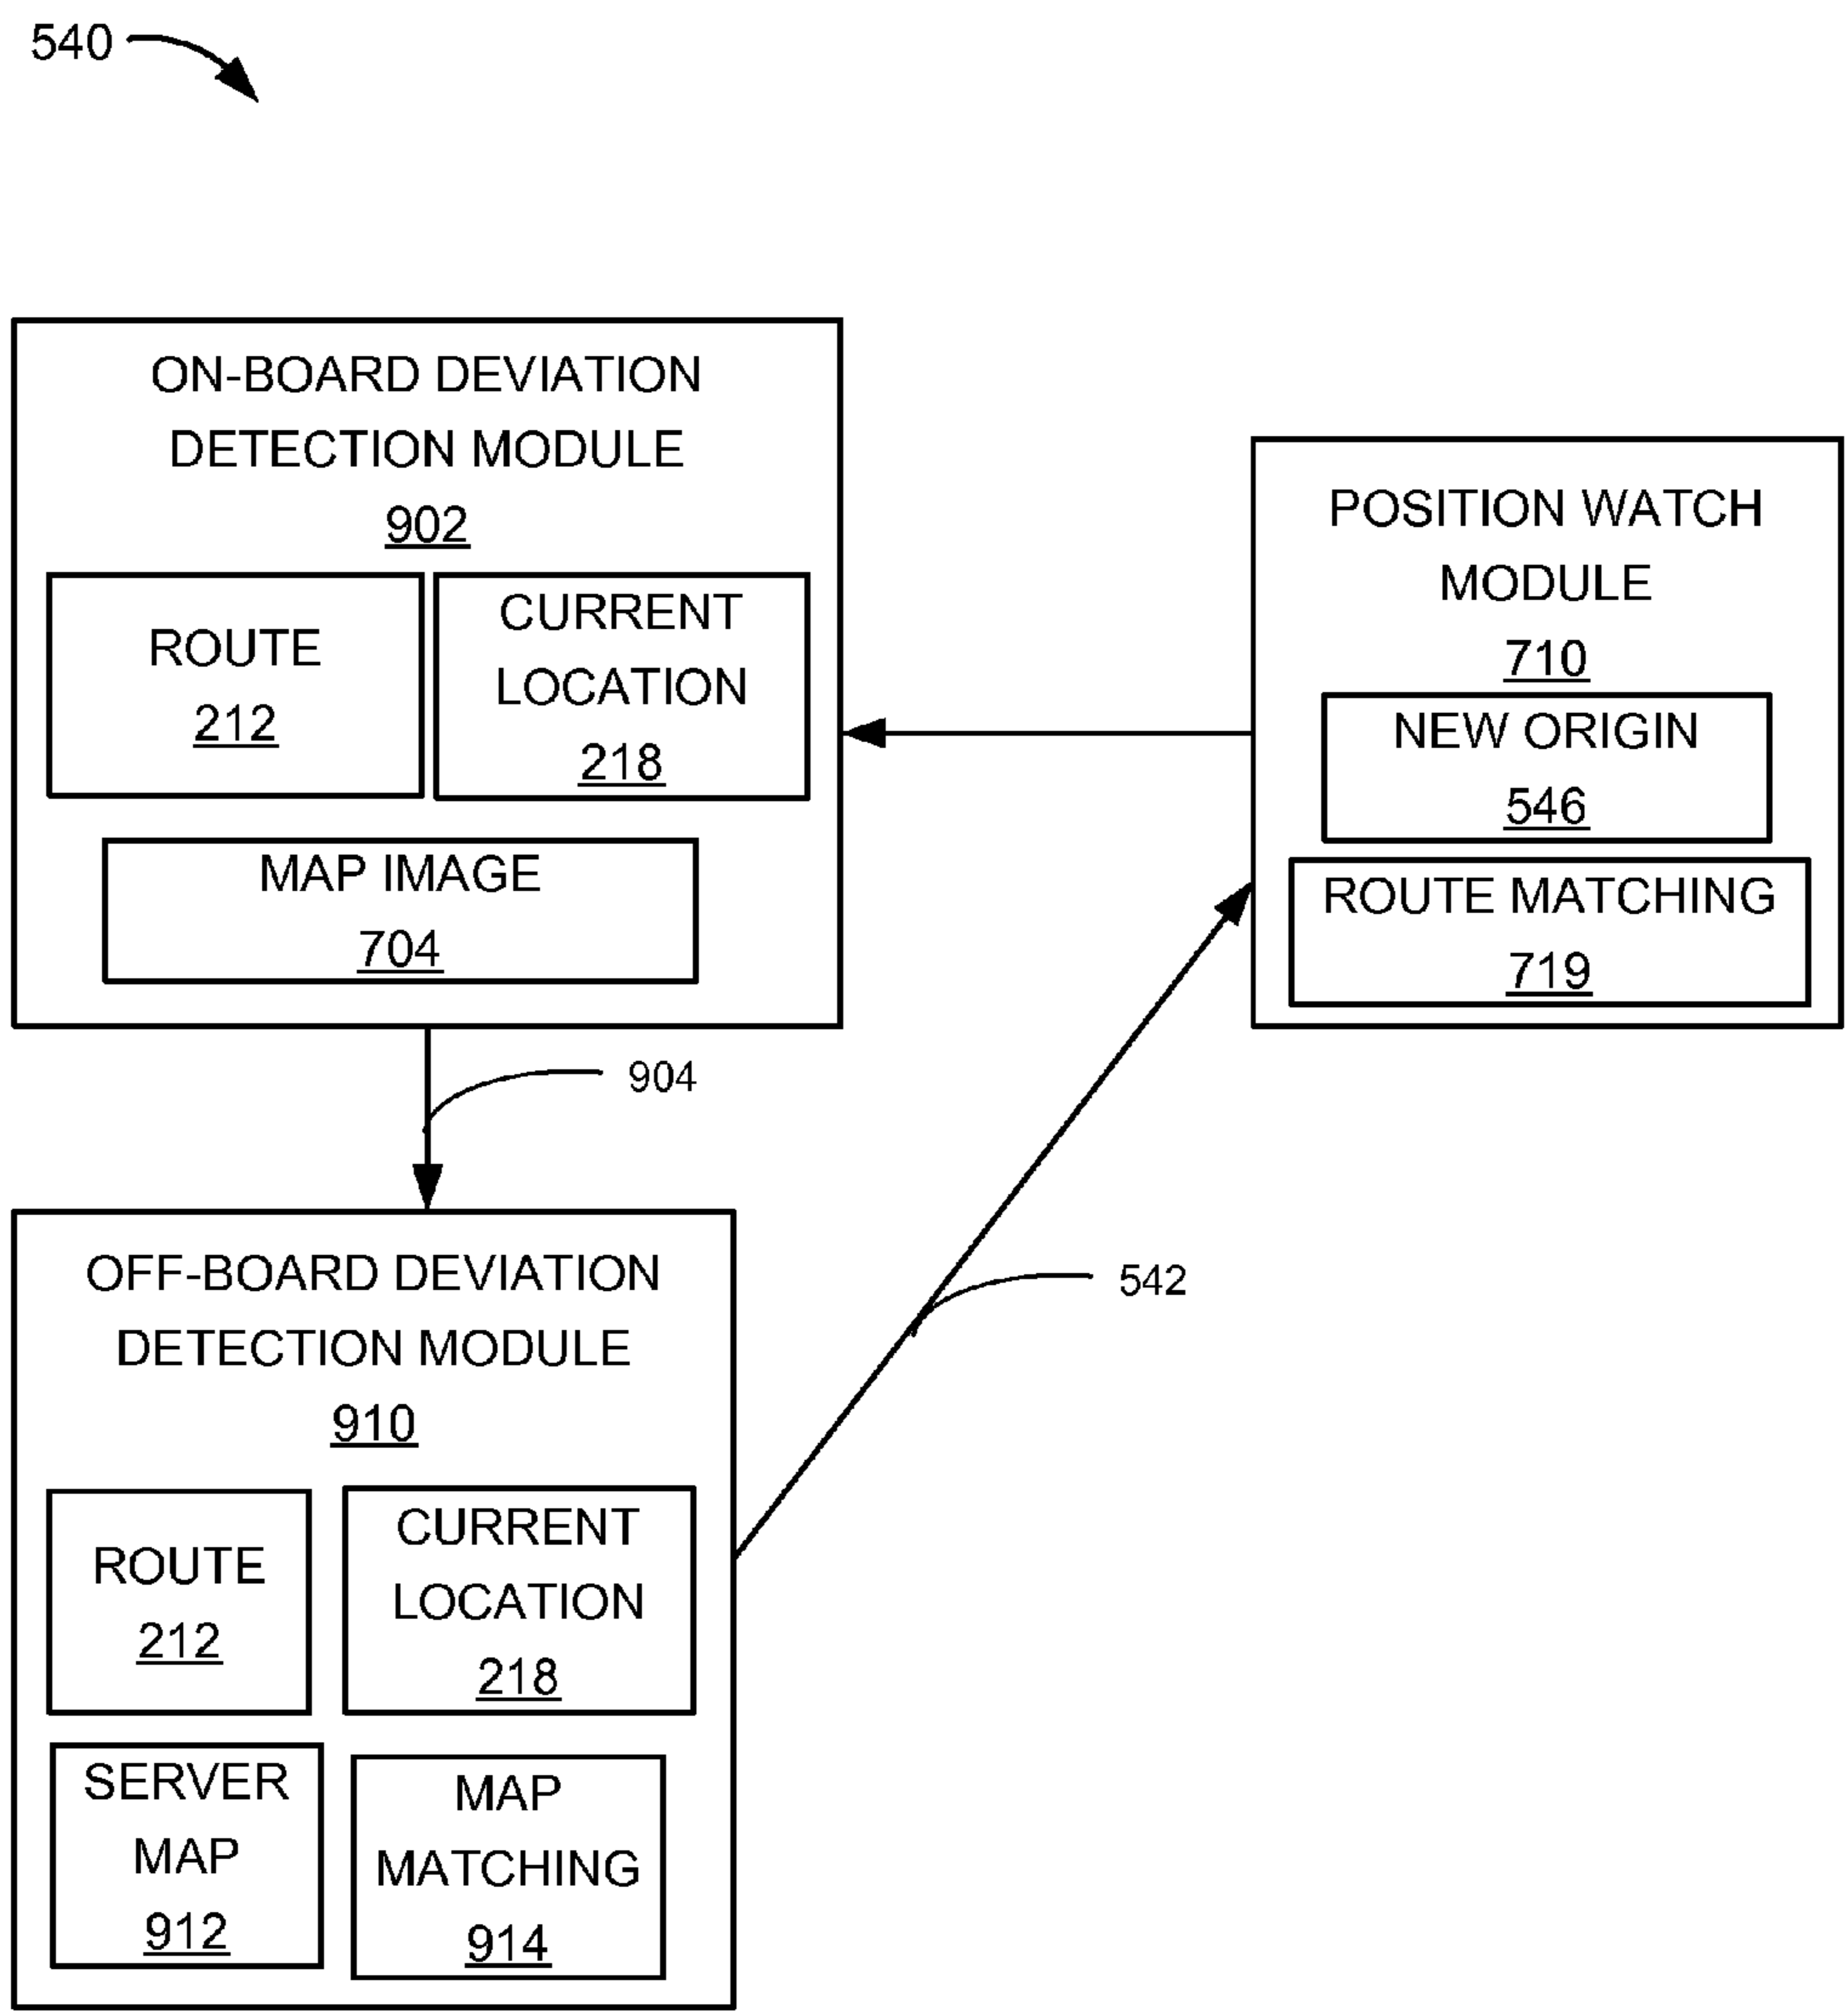 540
ON-BOARD DEVIATION
DETECTION MODULE
902
ROUTE
212
CURRENT
LOCATION
218
MAP IMAGE
704
POSITION WATCH
MODULE
710
NEW ORIGIN
546
ROUTE MATCHING
719
904
542
OFF-BOARD DEVIATION
DETECTION MODULE
910
ROUTE
212
CURRENT
LOCATION
218
SERVER
MAP
912
MAP
MATCHING
914